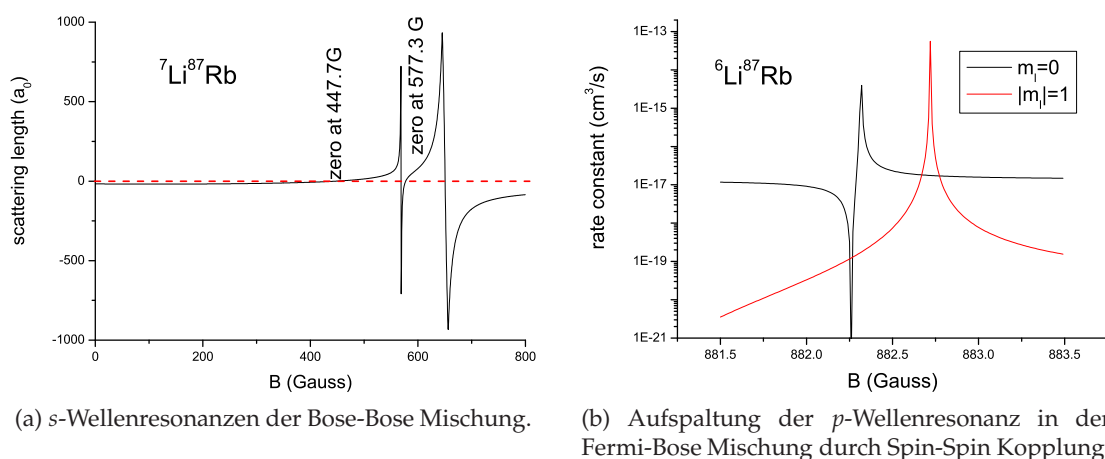 1000
500
0
-500
-1000
scattering length (a₀)
⁷Li⁸⁷Rb
zero at 447.7G
zero at 577.3 G
0 200 400 600 800
B (Gauss)
(a) s-Wellenresonanzen der Bose-Bose Mischung.
1E-13
1E-15
1E-17
1E-19
1E-21
rate constant (cm³/s)
⁶Li⁸⁷Rb
mₗ=0
|mₗ|=1
881.5 882.0 882.5 883.0 883.5
B (Gauss)
(b) Aufspaltung der p-Wellenresonanz in der
Fermi-Bose Mischung durch Spin-Spin Kopplung